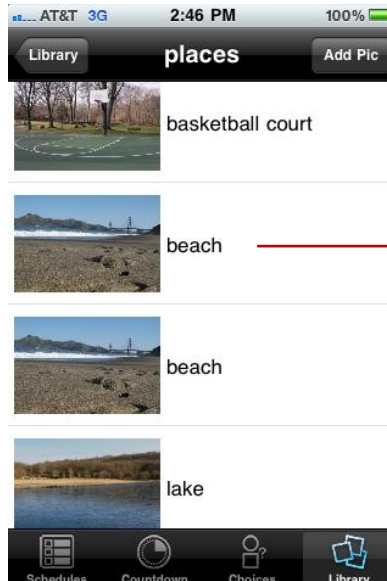 AT&T 3G 2:46 PM 100%
Library places Add Pic
basketball court
beach
beach
lake
Schedules Countdown Choices Library